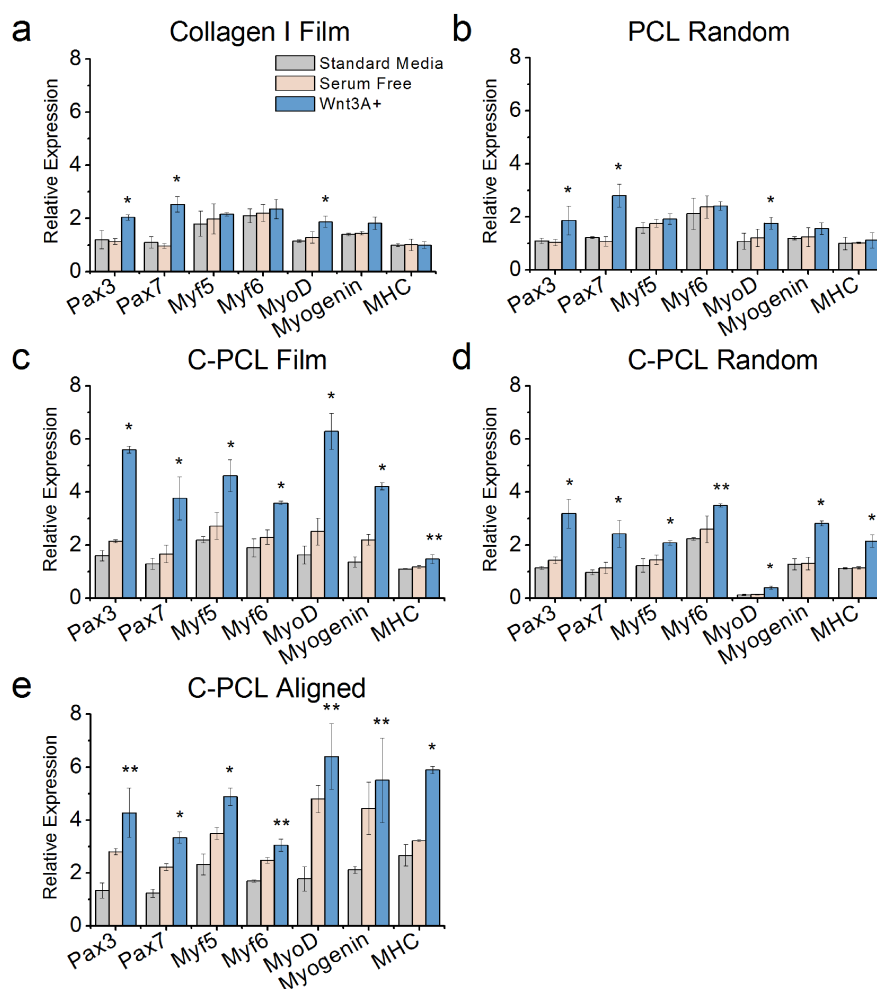 a Collagen I Film
Standard Media
Serum Free
Wnt3A+
Relative Expression
8
6
4
2
0
* * *
Pax3 Pax7 Myf5 Myf6 MyoD Myogenin MHC
b PCL Random
Relative Expression
8
6
4
2
0
* * *
Pax3 Pax7 Myf5 Myf6 MyoD Myogenin MHC
c C-PCL Film
Relative Expression
8
6
4
2
0
* * * * * * **
Pax3 Pax7 Myf5 Myf6 MyoD Myogenin MHC
d C-PCL Random
Relative Expression
8
6
4
2
0
* * * ** * * *
Pax3 Pax7 Myf5 Myf6 MyoD Myogenin MHC
e C-PCL Aligned
Relative Expression
8
6
4
2
0
** * * ** ** ** *
Pax3 Pax7 Myf5 Myf6 MyoD Myogenin MHC